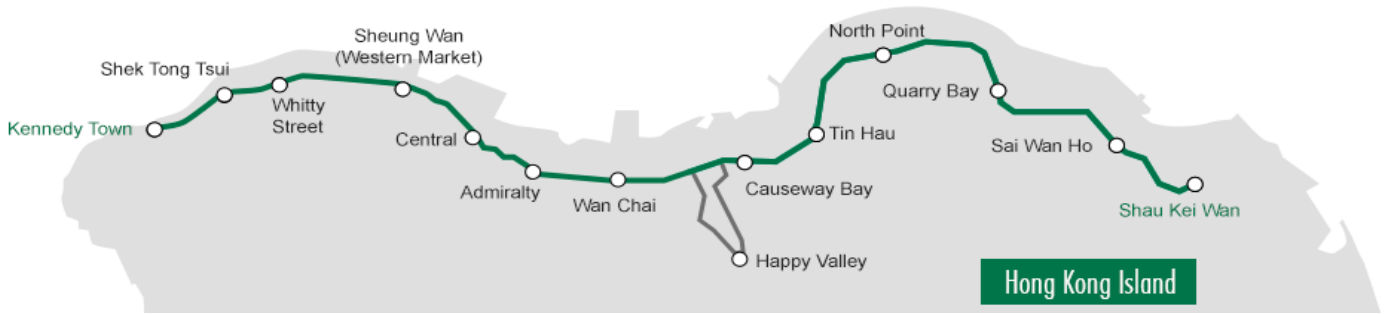 Kennedy Town
Shek Tong Tsui
Whitty
Street
Sheung Wan
(Western Market)
Central
Admiralty
Wan Chai
Happy Valley
Causeway Bay
Tin Hau
North Point
Quarry Bay
Sai Wan Ho
Shau Kei Wan
Hong Kong Island